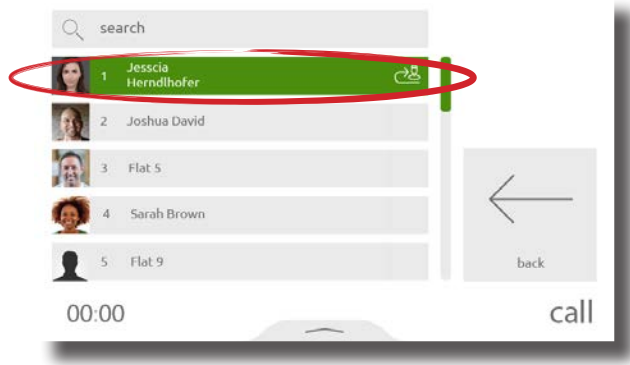 search
1 Jesscia
Herndlhofer
2 Joshua David
3 Flat 5
4 Sarah Brown
5 Flat 9
back
00:00 call